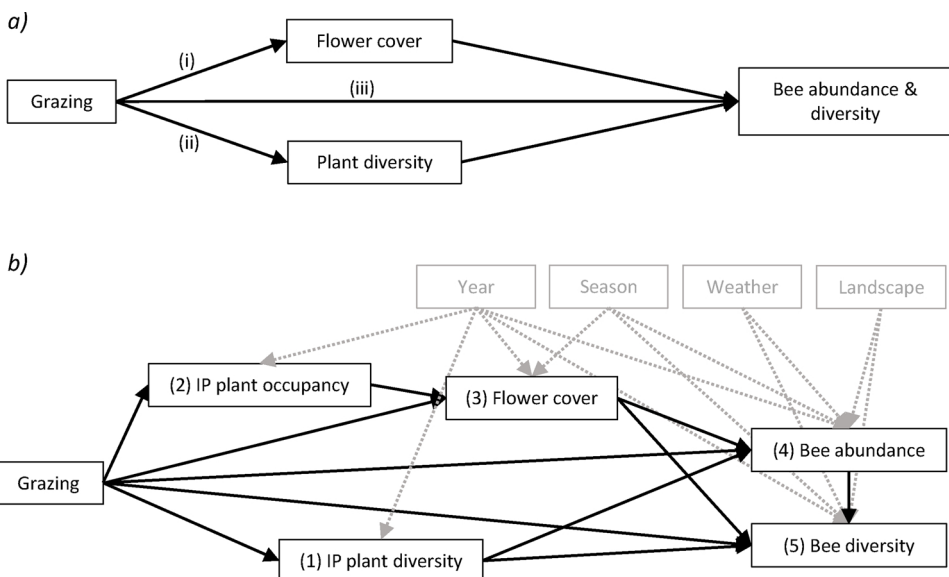 a)
Flower cover
(i)
Grazing
(iii)
Bee abundance &
diversity
(ii)
Plant diversity
b)
Year
Season
Weather
Landscape
(2) IP plant occupancy
(3) Flower cover
(4) Bee abundance
Grazing
(1) IP plant diversity
(5) Bee diversity